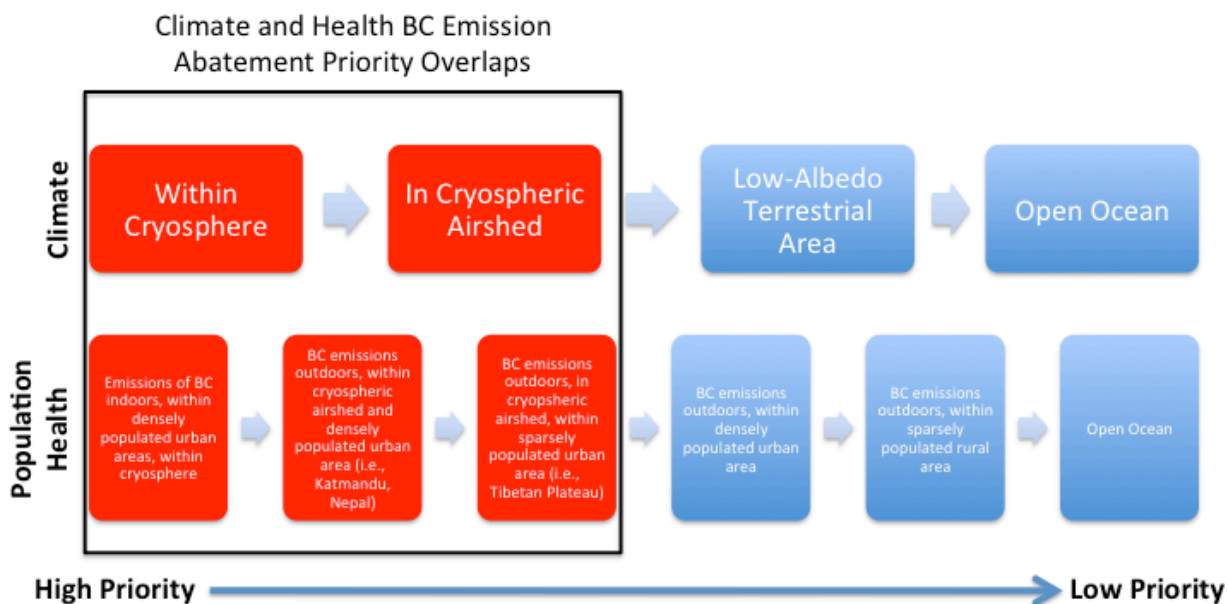 Climate and Health BC Emission
Abatement Priority Overlaps
Climate
Within
Cryosphere
In Cryospheric
Airshed
Low-Albedo
Terrestrial
Area
Open Ocean
Population
Health
Emissions of BC
indoors, within
densely
populated urban
areas, within
cryosphere
BC emissions
outdoors, within
cryospheric
airshed and
densely
populated urban
area (i.e.,
Katmandu,
Nepal)
BC emissions
outdoors, in
cryopsheric
airshed, within
sparsely
populated urban
area (i.e.,
Tibetan Plateau)
BC emissions
outdoors, within
densely
populated urban
area
BC emissions
outdoors, within
sparsely
populated rural
area
Open Ocean
High Priority
Low Priority